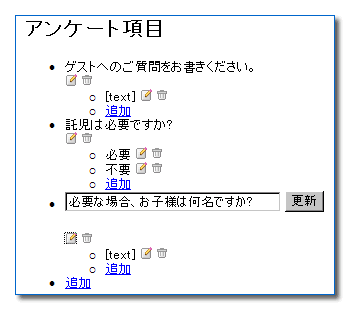 アンケート項目
ゲストへのご質問をお書きください。
[text]
追加
託児は必要ですか?
必要
不要
追加
必要な場合、お子様は何名ですか? 更新
[text]
追加
追加